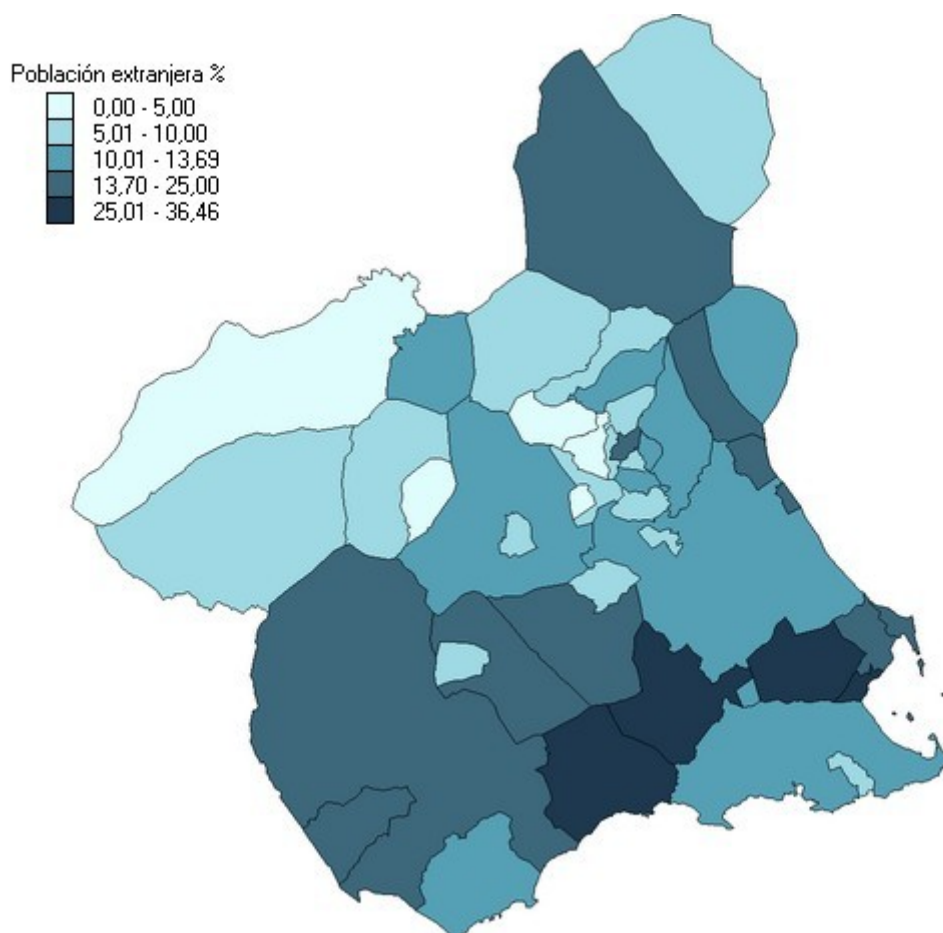 Población extranjera %
0,00 - 5,00
5,01 - 10,00
10,01 - 13,69
13,70 - 25,00
25,01 - 36,46